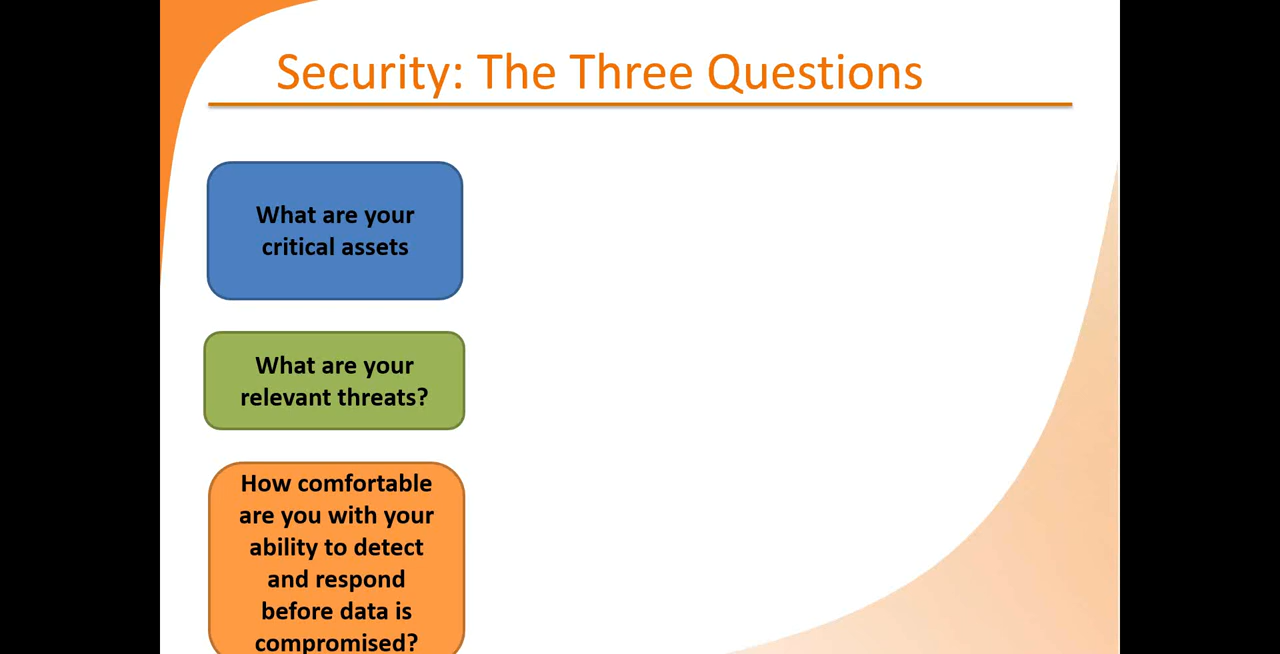 Security: The Three Questions
What are your
critical assets
What are your
relevant threats?
How comfortable
are you with your
ability to detect
and respond
before data is
compromised?